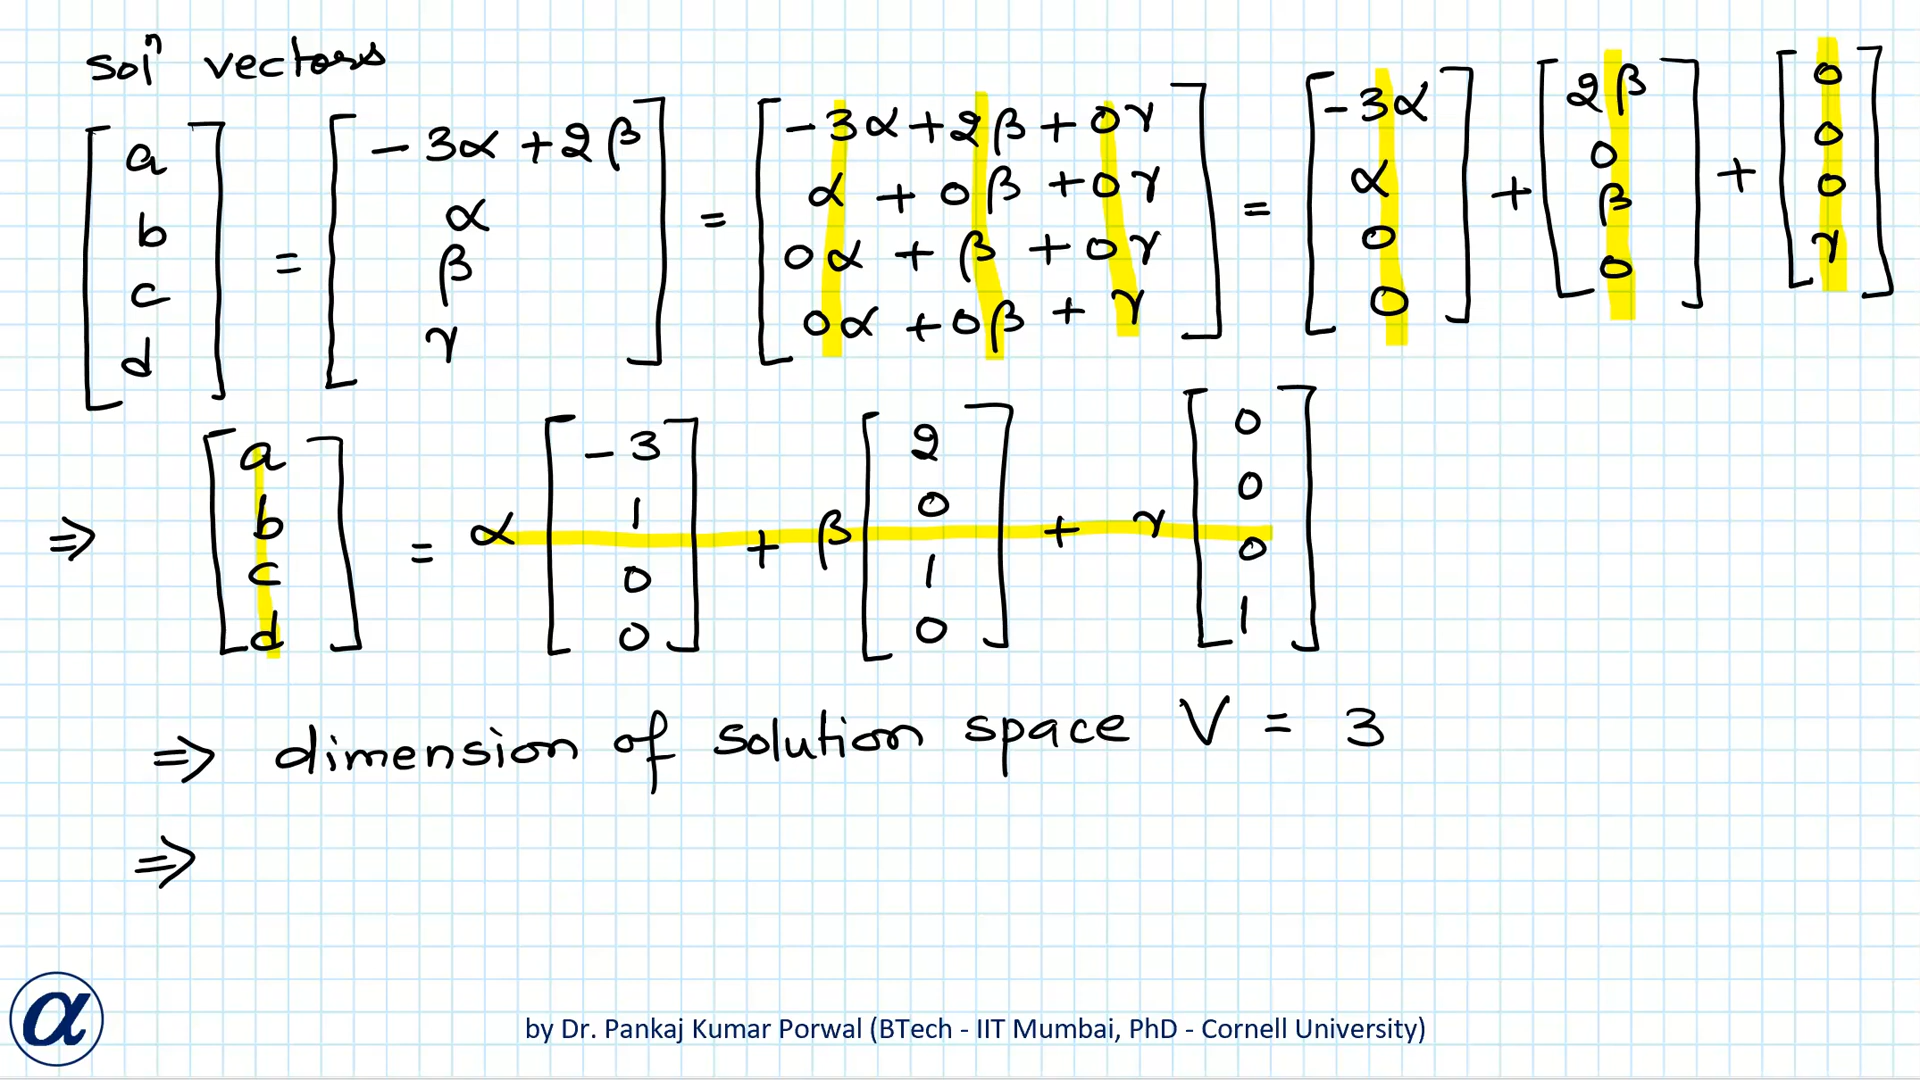 solⁿ vectors
[a b c d] = [-3α + 2β  α  β  γ] = [-3α + 2β + 0γ  α + 0β + 0γ  0α + β + 0γ  0α + 0β + γ] = [-3α  α  0  0] + [2β  0  β  0] + [0  0  0  γ]
⇒ [a b c d] = α [-3  1  0  0] + β [2  0  1  0] + γ [0  0  0  1]
⇒ dimension of solution space V = 3
⇒
α
by Dr. Pankaj Kumar Porwal (BTech - IIT Mumbai, PhD - Cornell University)